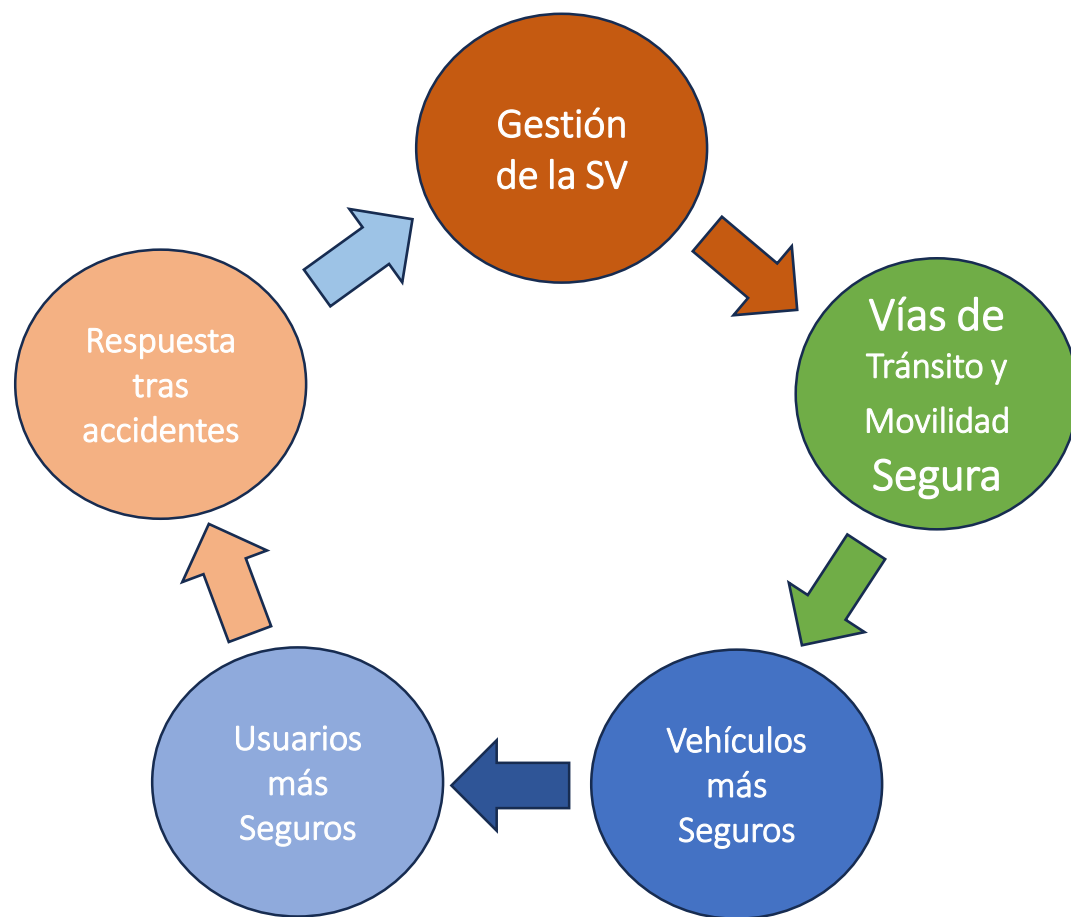 Gestión
de la SV
Vías de
Tránsito y
Movilidad
Segura
Vehículos
más
Seguros
Usuarios
más
Seguros
Respuesta
tras
accidentes